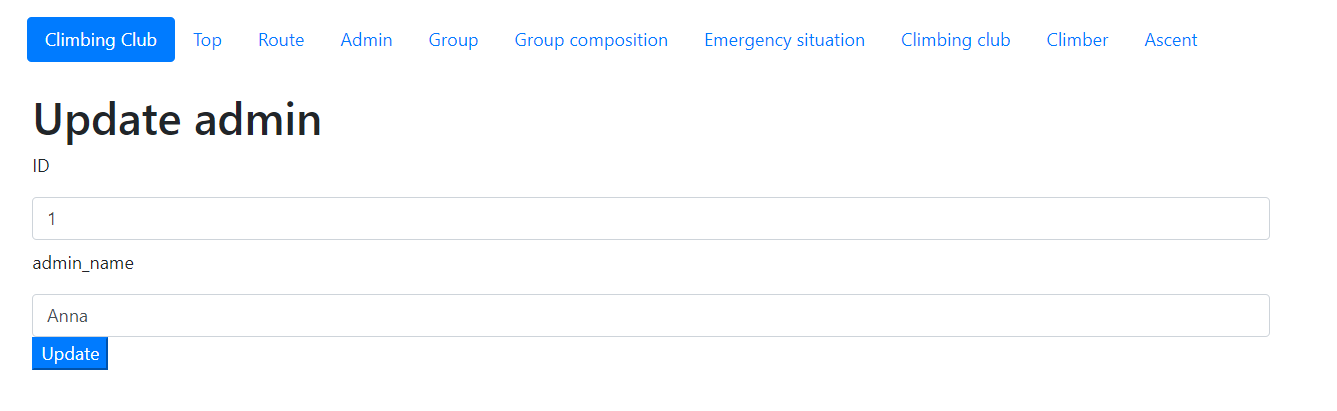 Climbing Club Top Route Admin Group Group composition Emergency situation Climbing club Climber Ascent
Update admin
ID
1
admin_name
Anna
Update